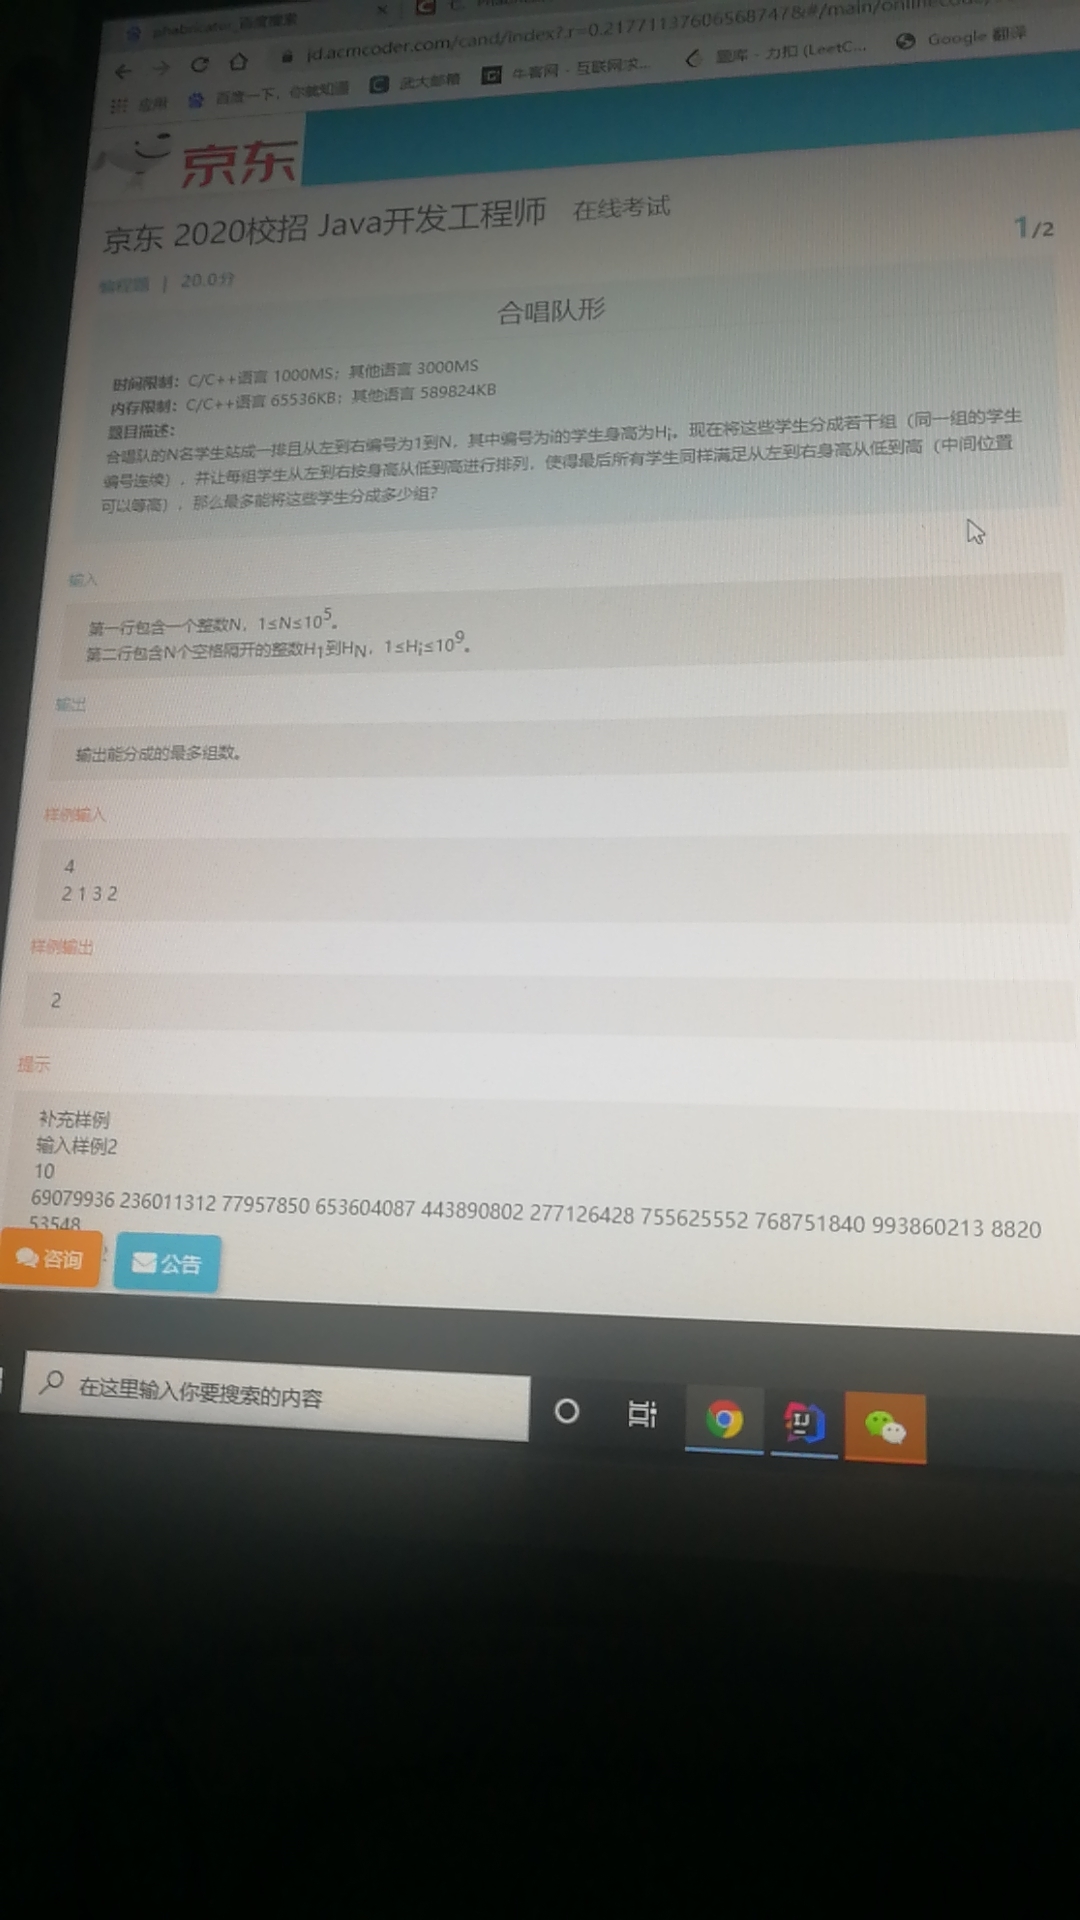 phabricator_百度搜索
jd.acmcoder.com/cand/index?.r=0.21771137606568747
应用 百度一下，你就知道 武大邮箱 牛客网 - 互联网求... 题库 - 力扣 (LeetC... Google 翻译
京东
京东 2020校招 Java开发工程师 在线考试
1/2
编程题 | 20.0分
合唱队形
时间限制：C/C++语言 1000MS；其他语言 3000MS
内存限制：C/C++语言 65536KB；其他语言 589824KB
题目描述：
合唱队的N名学生站成一排且从左到右编号为1到N，其中编号为i的学生身高为Hi。现在将这些学生分成若干组（同一组的学生
编号连续），并让每组学生从左到右按身高从低到高进行排列，使得最后所有学生同样满足从左到右身高从低到高（中间位置
可以等高），那么最多能将这些学生分成多少组？
输入
第一行包含一个整数N，1≤N≤10^5。
第二行包含N个空格隔开的整数H1到HN，1≤Hi≤10^9。
输出
输出能分成的最多组数。
样例输入
4
2 1 3 2
样例输出
2
提示
补充样例
输入样例2
10
69079936 236011312 77957850 653604087 443890802 277126428 755625552 768751840 993860213 8820
53548
咨询 公告
在这里输入你要搜索的内容